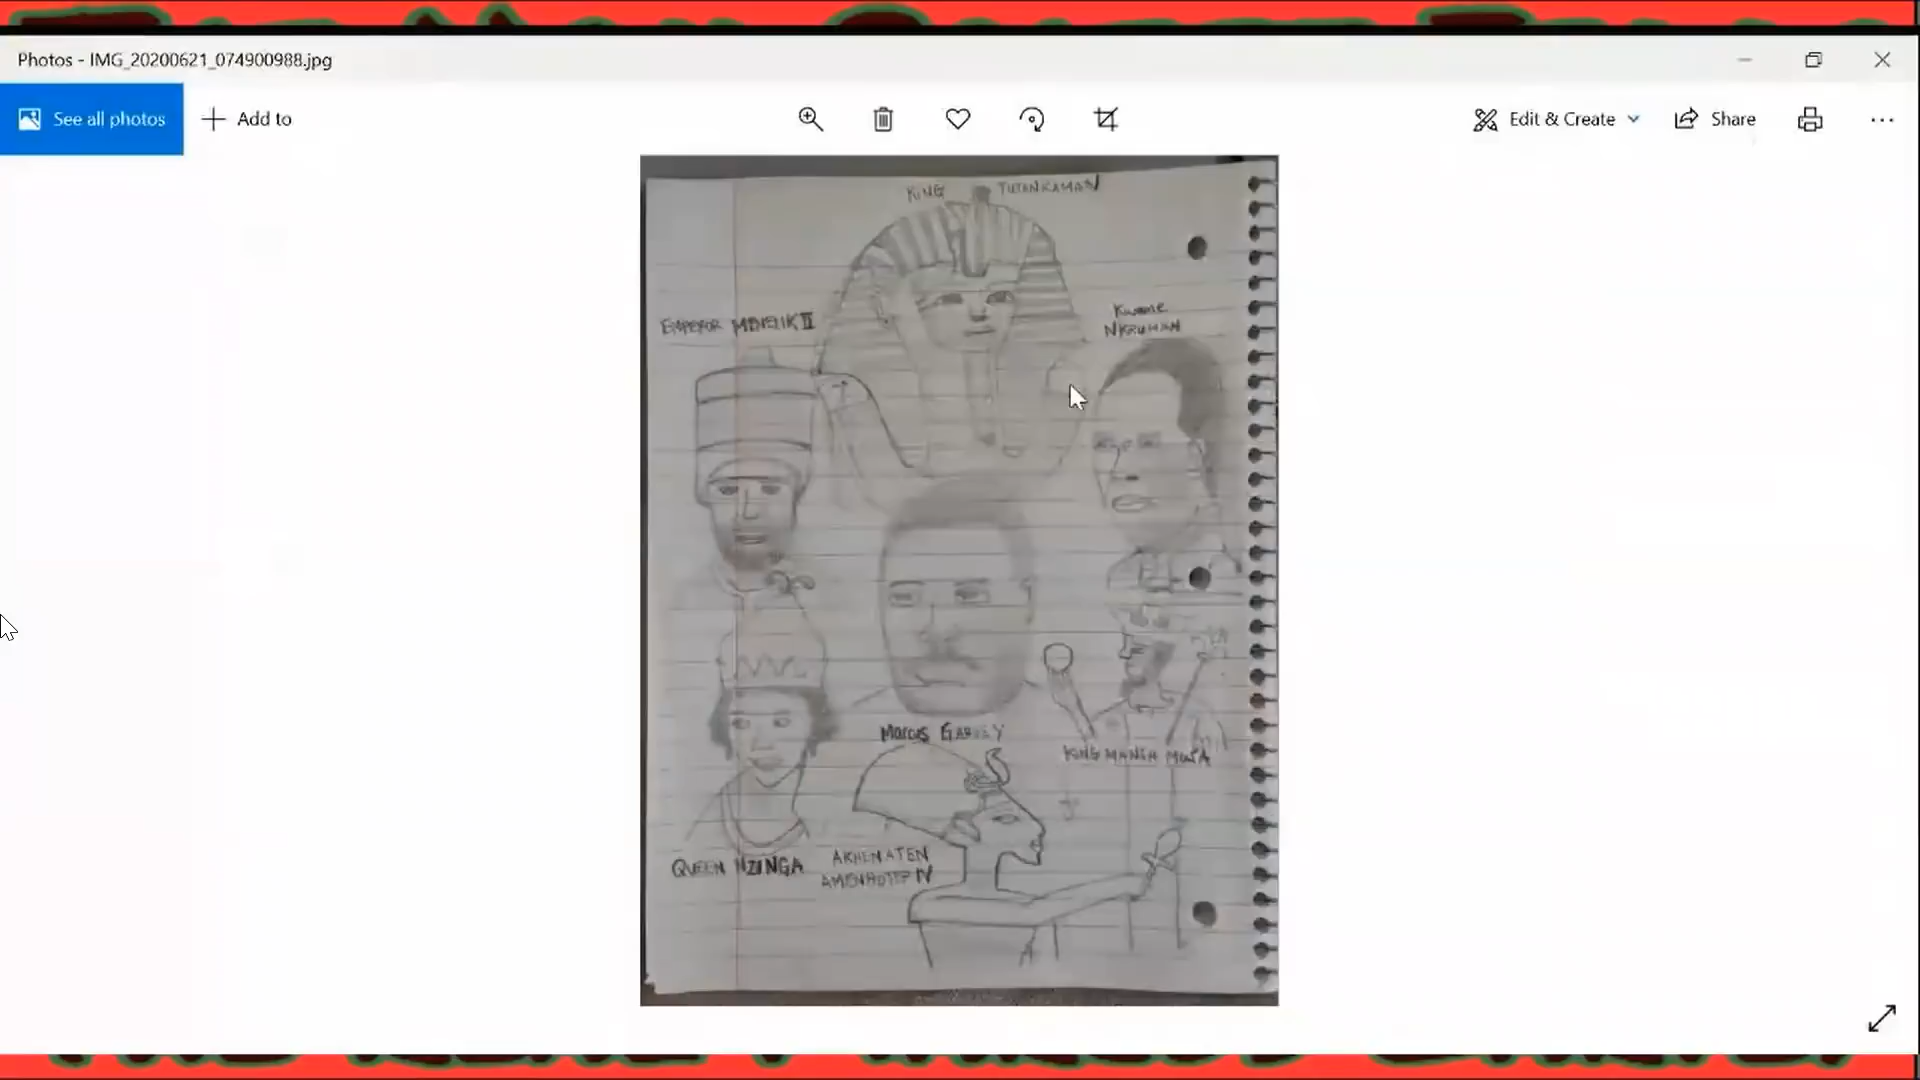 Photos - IMG_20200621_074900988.jpg
See all photos
Add to
Edit & Create
Share
KING TUTANKAMAN
EMPEROR MENELIK II
Kwame
NKRUMAH
MARCUS GARVEY
KING MANSA MUSA
QUEEN NZINGA
AKHENATEN
AMENHOTEP IV